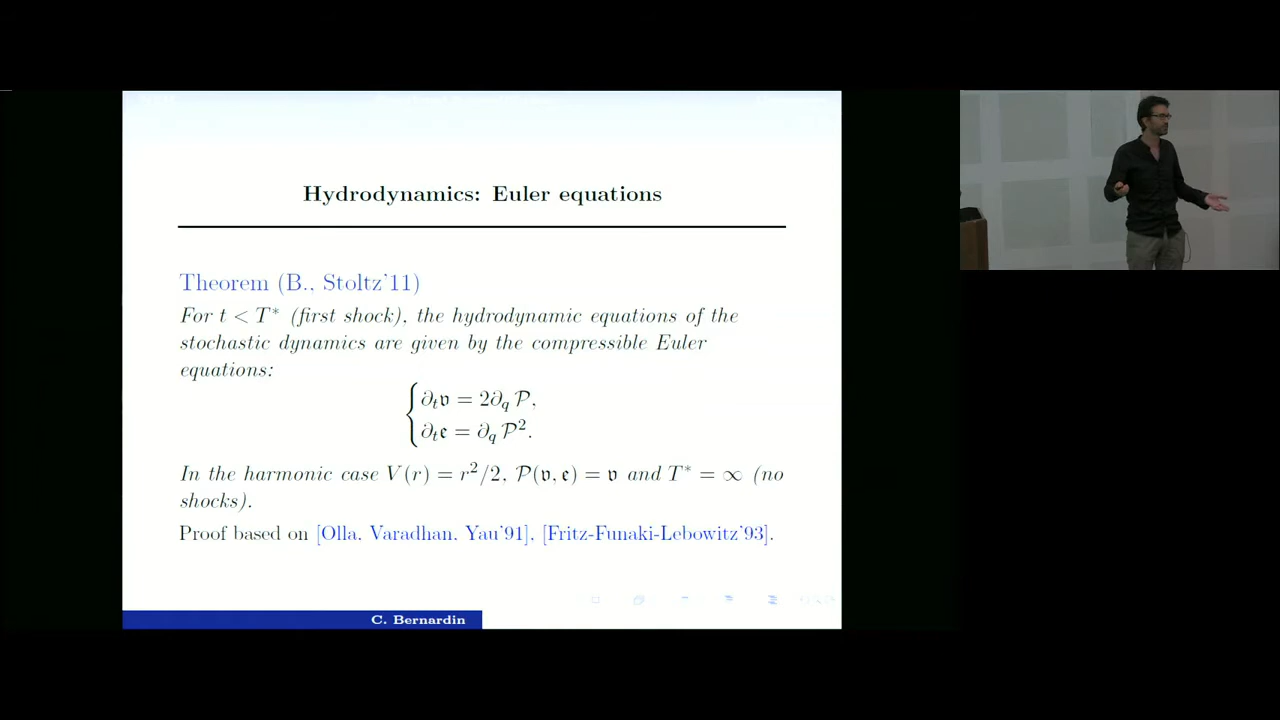 Hydrodynamics: Euler equations
Theorem (B., Stoltz'11)
For t < T* (first shock), the hydrodynamic equations of the
stochastic dynamics are given by the compressible Euler
equations:
∂ₜ𝔳 = 2∂_q 𝒫,
∂ₜ𝔢 = ∂_q 𝒫².
In the harmonic case V(r) = r²/2, 𝒫(𝔳, 𝔢) = 𝔳 and T* = ∞ (no
shocks).
Proof based on [Olla, Varadhan, Yau'91], [Fritz-Funaki-Lebowitz'93].
C. Bernardin